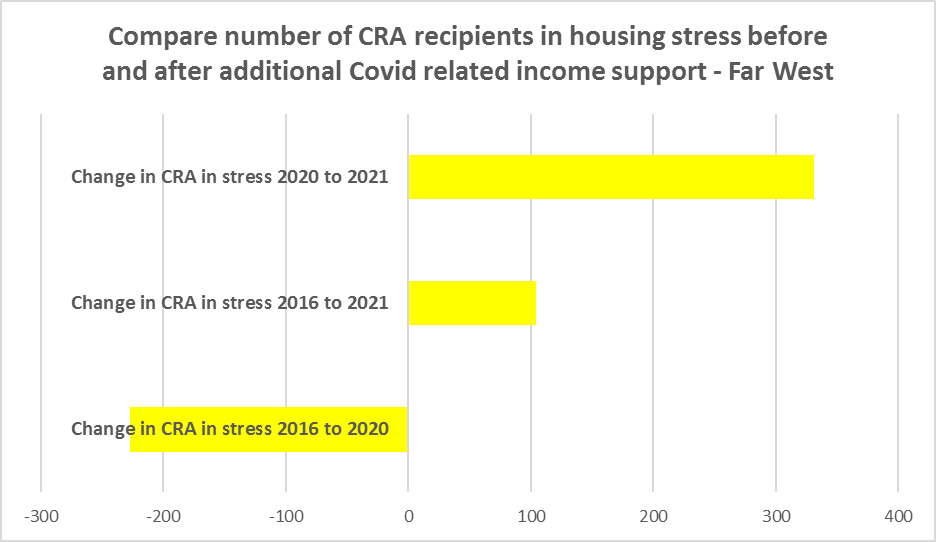 Compare number of CRA recipients in housing stress before
and after additional Covid related income support - Far West
Change in CRA in stress 2020 to 2021
Change in CRA in stress 2016 to 2021
Change in CRA in stress 2016 to 2020
-300 -200 -100 0 100 200 300 400